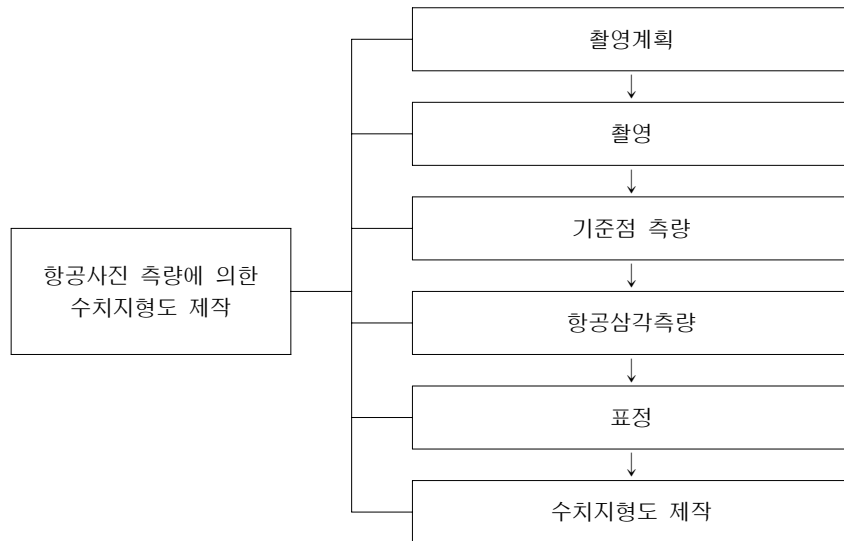 촬영계획
촬영
기준점 측량
항공사진 측량에 의한
수치지형도 제작
항공삼각측량
표정
수치지형도 제작